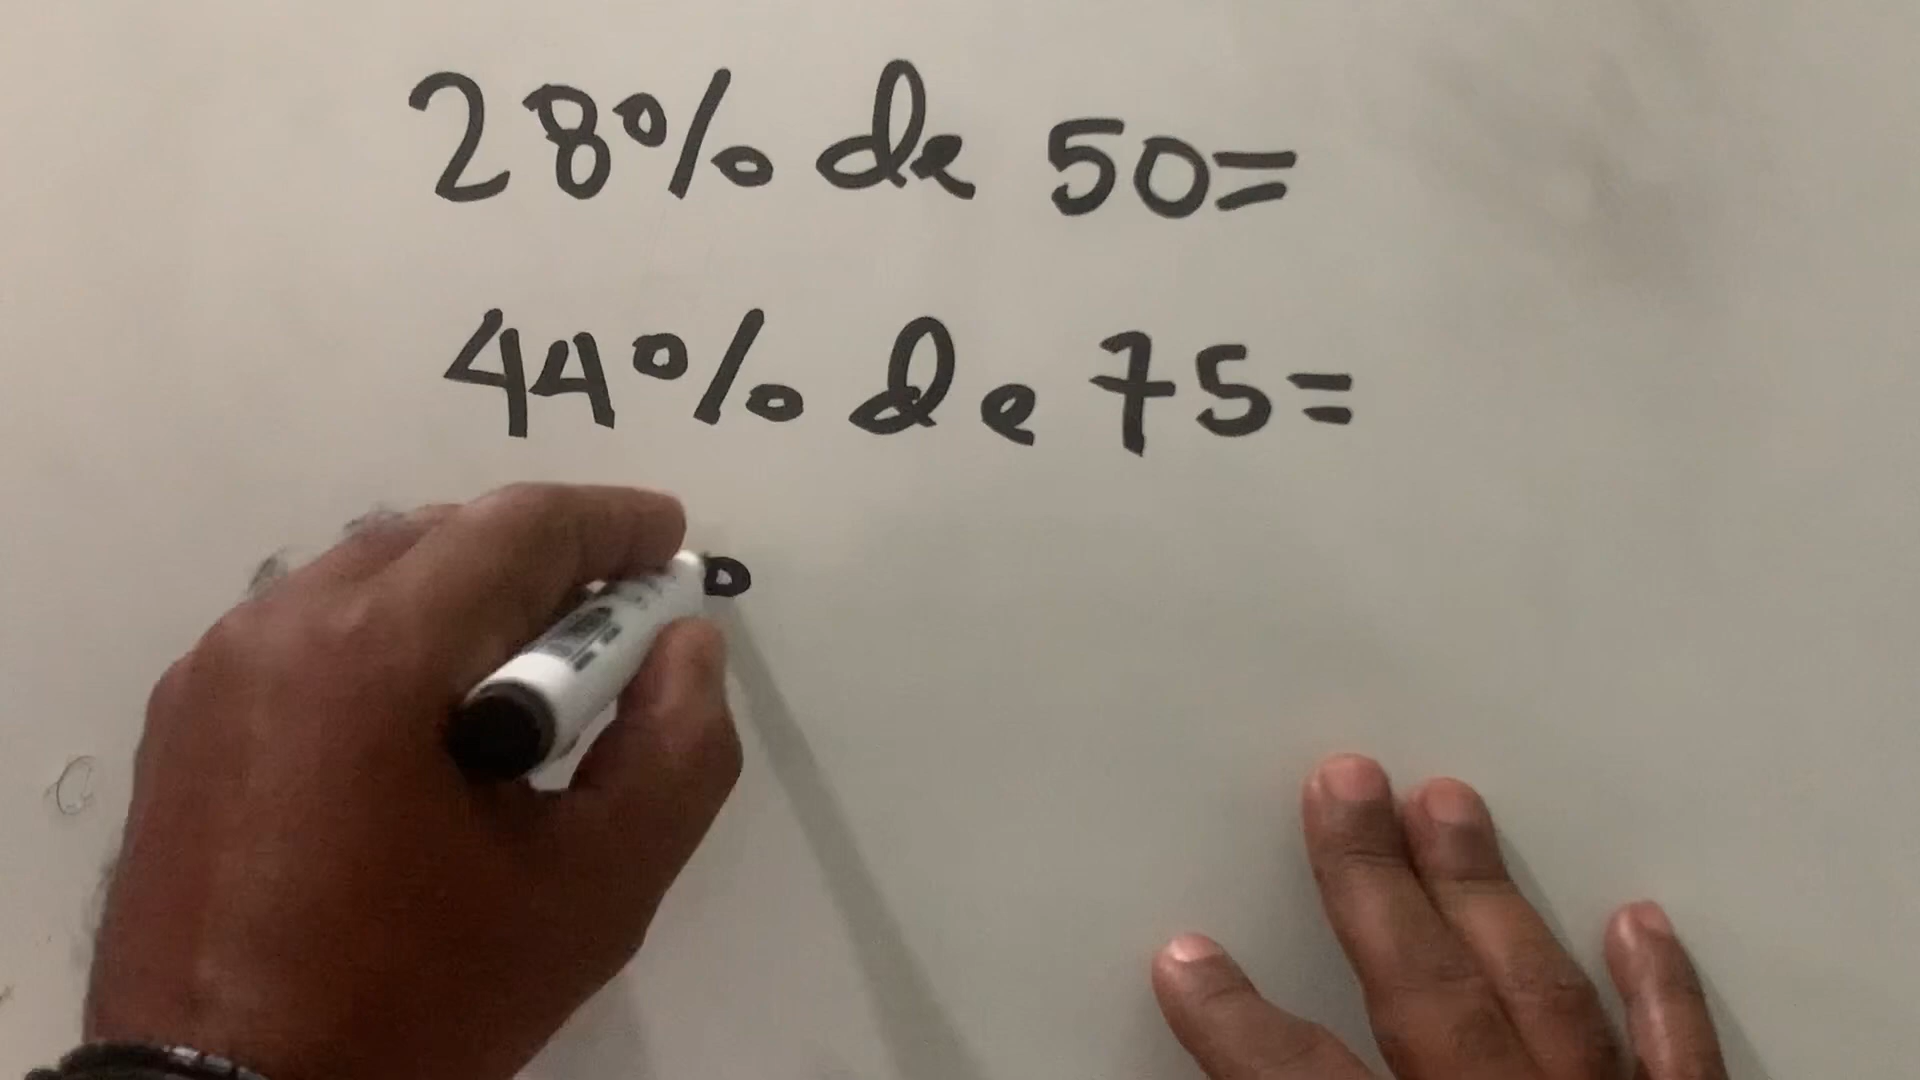 28% de 50=
44% de 75=